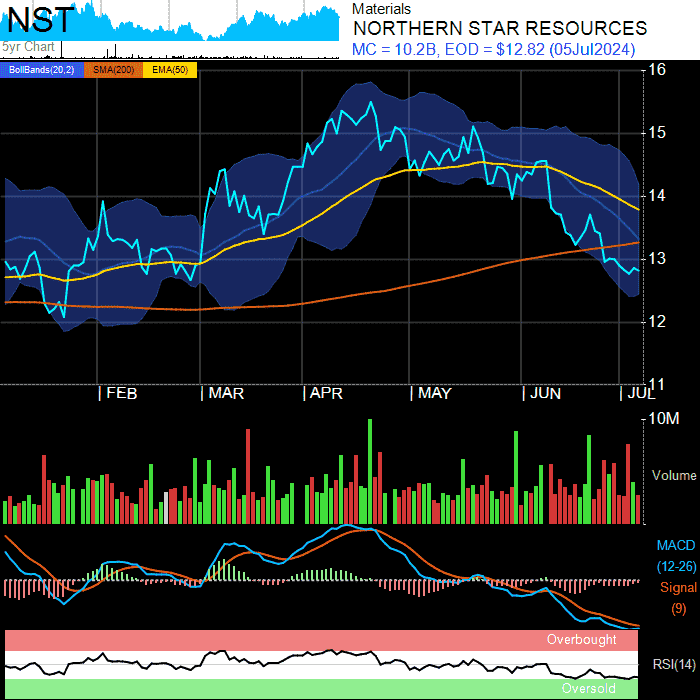 NST
5yr Chart
Materials
NORTHERN STAR RESOURCES
MC = 10.2B, EOD = $12.82 (05Jul2024)
BollBands(20,2) SMA(200) EMA(50)
16
15
14
13
12
11
FEB MAR APR MAY JUN JUL
10M
Volume
MACD
(12-26)
Signal
(9)
Overbought
RSI(14)
Oversold